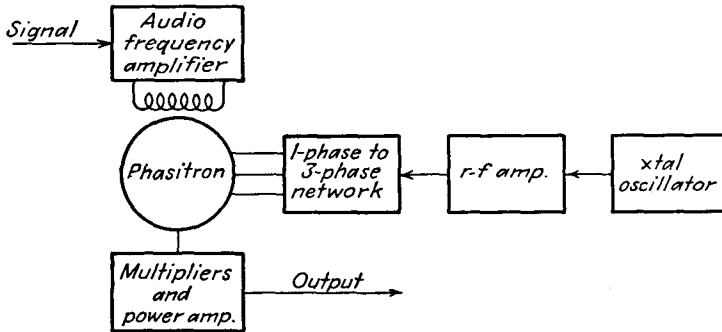 Signal
Audio
frequency
amplifier
Phasitron
1-phase to
3-phase
network
r-f amp.
xtal
oscillator
Multipliers
and
power amp.
Output